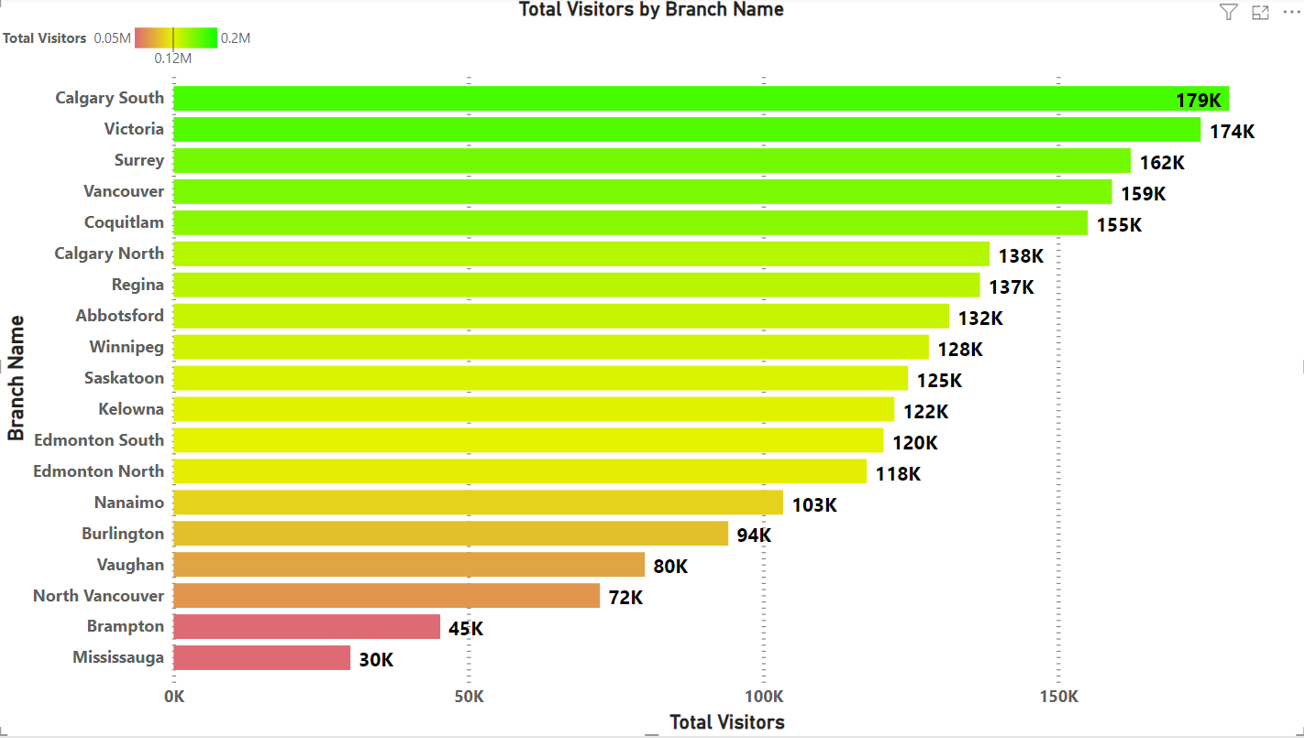 Total Visitors by Branch Name
Total Visitors 0.05M 0.2M
0.12M
Branch Name
Calgary South 179K
Victoria 174K
Surrey 162K
Vancouver 159K
Coquitlam 155K
Calgary North 138K
Regina 137K
Abbotsford 132K
Winnipeg 128K
Saskatoon 125K
Kelowna 122K
Edmonton South 120K
Edmonton North 118K
Nanaimo 103K
Burlington 94K
Vaughan 80K
North Vancouver 72K
Brampton 45K
Mississauga 30K
0K 50K 100K 150K
Total Visitors